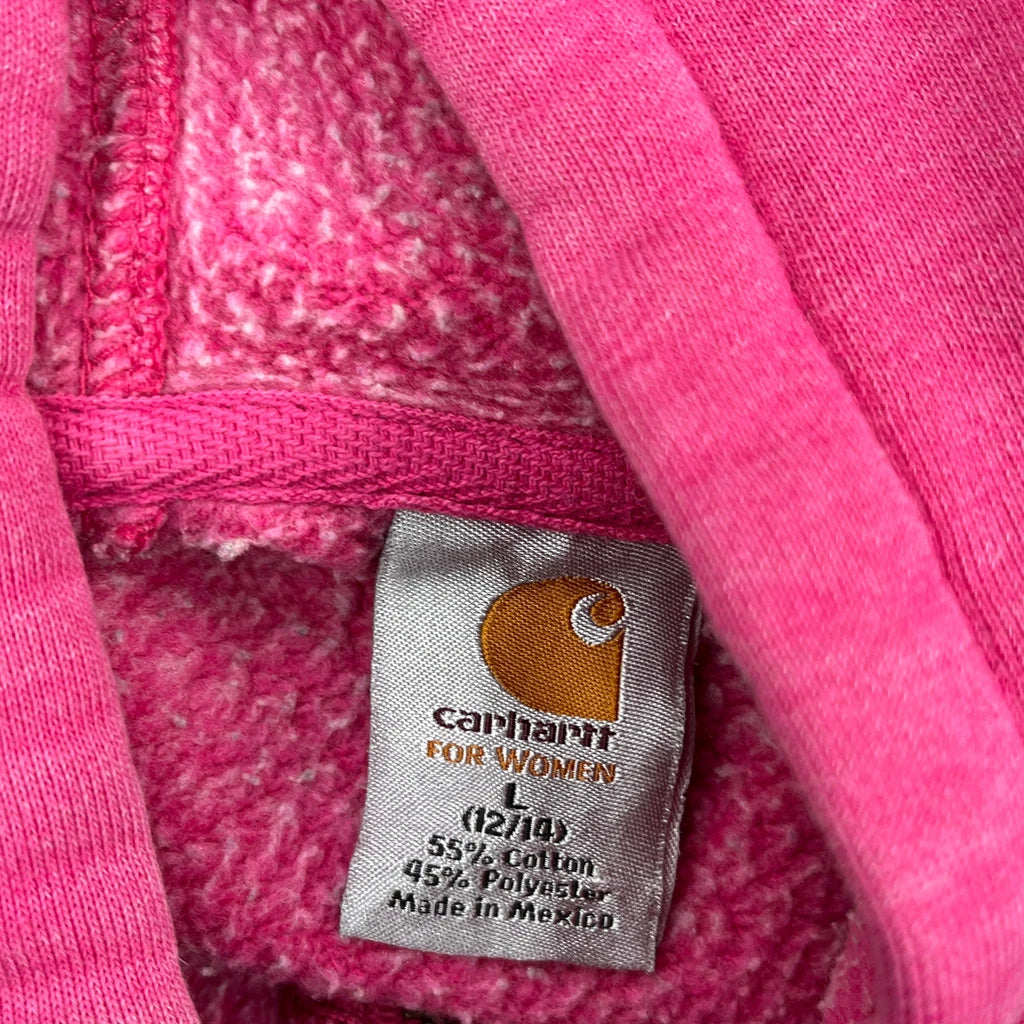 carhartt
FOR WOMEN
L
(12/14)
55% Cotton
45% Polyester
Made in Mexico